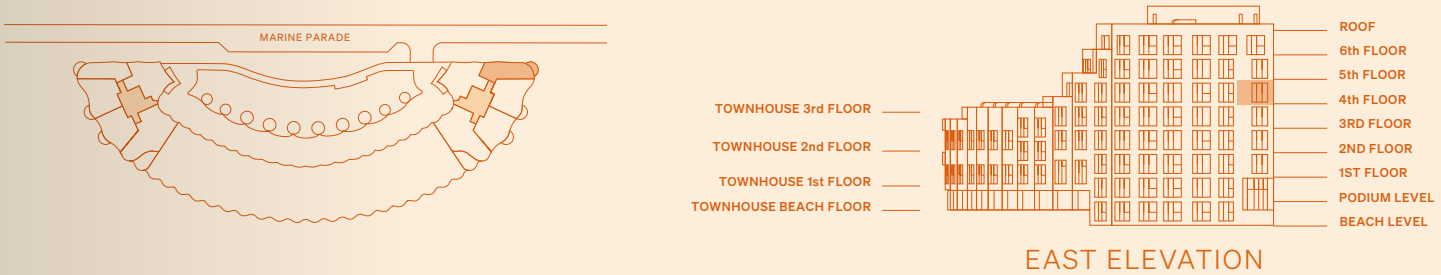 MARINE PARADE
TOWNHOUSE 3rd FLOOR
TOWNHOUSE 2nd FLOOR
TOWNHOUSE 1st FLOOR
TOWNHOUSE BEACH FLOOR
ROOF
6th FLOOR
5th FLOOR
4th FLOOR
3RD FLOOR
2ND FLOOR
1ST FLOOR
PODIUM LEVEL
BEACH LEVEL
EAST ELEVATION